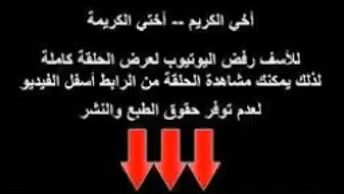 أخي الكريم -- أختي الكريمة
للأسف رفض اليوتيوب لعرض الحلقة كاملة
لذلك يمكنك مشاهدة الحلقة من الرابط أسفل الفيديو
لعدم توفر حقوق الطبع والنشر